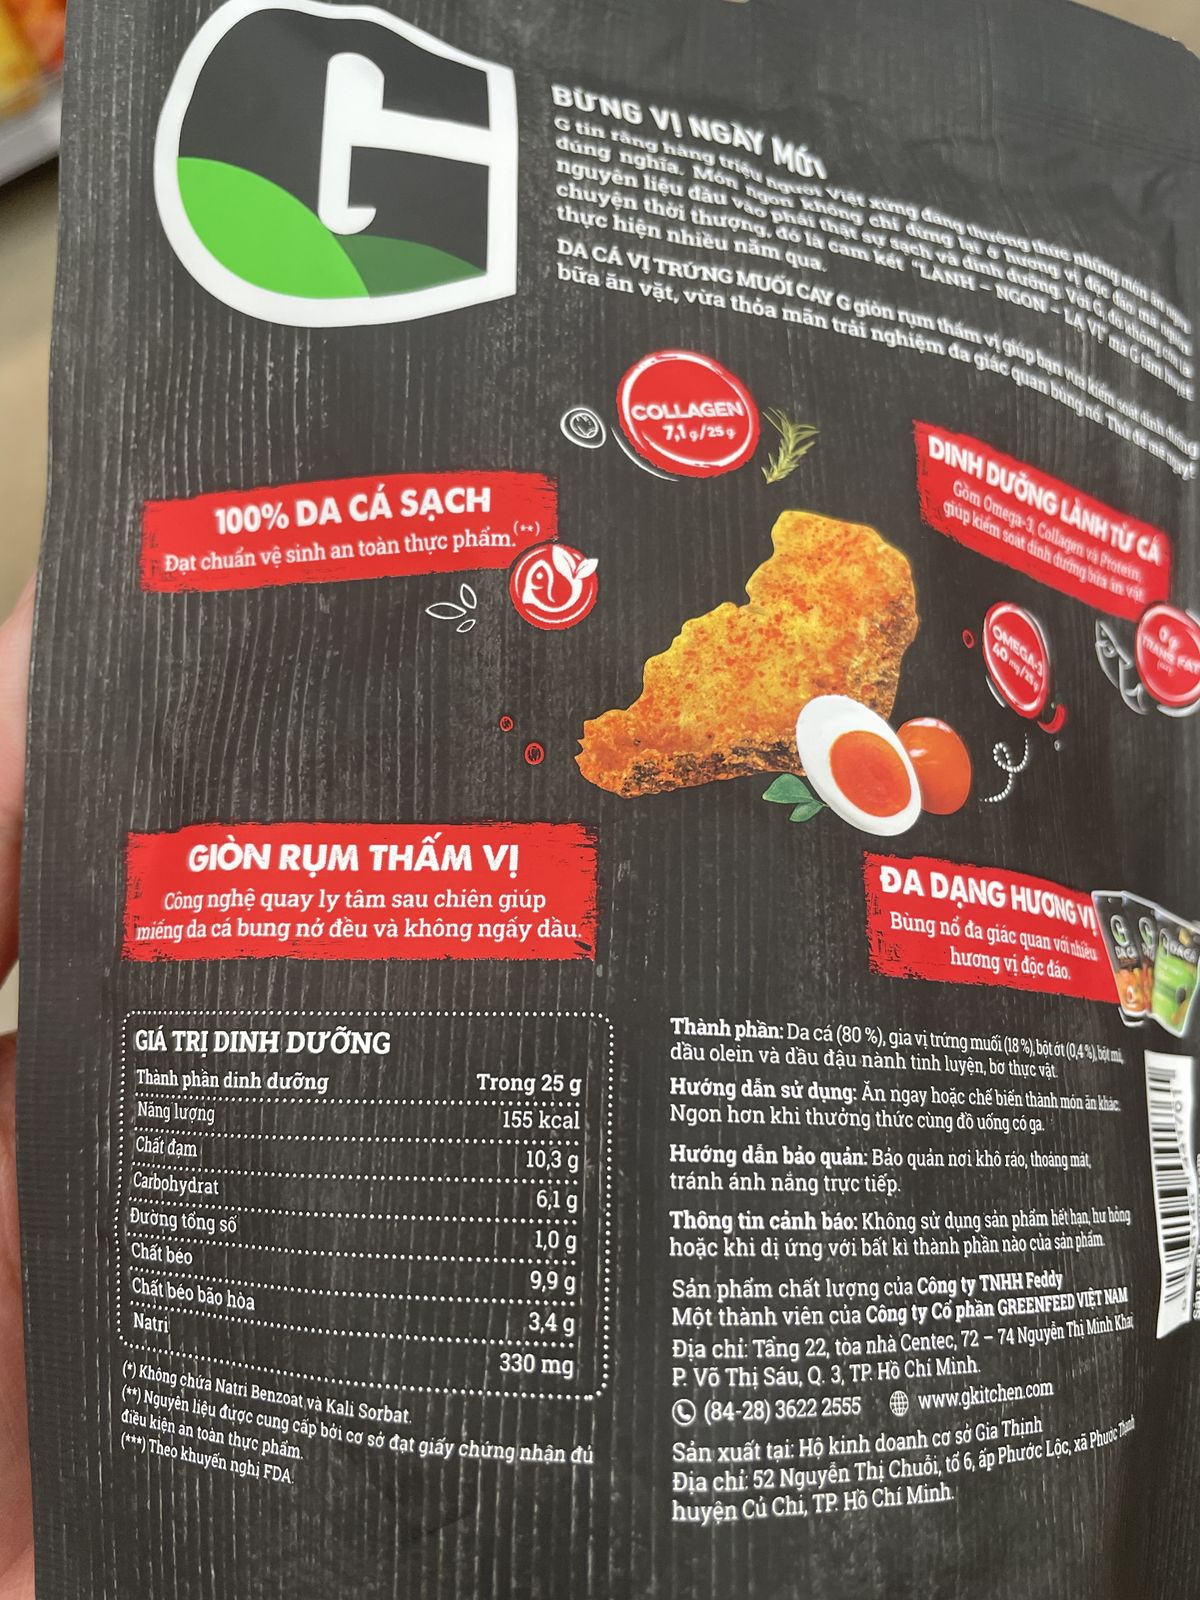 G
BỪNG VỊ NGÀY MỚI
G tin rằng hàng triệu người Việt xứng đáng thưởng thức những món ăn ngon
đúng nghĩa. Món ngon không chỉ dừng lại ở hương vị độc đáo mà nguồn
nguyên liệu đầu vào phải thật sự sạch và dinh dưỡng. Với G, đó không còn là
chuyện thời thượng, đó là cam kết "LÀNH – NGON – LẠ VỊ" mà G tâm huyết
thực hiện nhiều năm qua.
DA CÁ VỊ TRỨNG MUỐI CAY G giòn rụm thấm vị giúp bạn vừa kiểm soát dinh dưỡng
bữa ăn vặt, vừa thỏa mãn trải nghiệm đa giác quan bùng nổ. Thử để mê ngay!
COLLAGEN
7,1 g/25 g
100% DA CÁ SẠCH
Đạt chuẩn vệ sinh an toàn thực phẩm.(**)
DINH DƯỠNG LÀNH TỪ CÁ
Gồm Omega-3, Collagen và Protein,
giúp kiểm soát dinh dưỡng bữa ăn vặt.
OMEGA-3
40 mg/25 g
0 g
TRANS FAT
(***)
GIÒN RỤM THẤM VỊ
Công nghệ quay ly tâm sau chiên giúp
miếng da cá bung nở đều và không ngấy dầu.
ĐA DẠNG HƯƠNG VỊ
Bùng nổ đa giác quan với nhiều
hương vị độc đáo.
GIÁ TRỊ DINH DƯỠNG
Thành phần dinh dưỡng Trong 25 g
Năng lượng 155 kcal
Chất đạm 10,3 g
Carbohydrat 6,1 g
Đường tổng số 1,0 g
Chất béo 9,9 g
Chất béo bão hòa 3,4 g
Natri 330 mg
(*) Không chứa Natri Benzoat và Kali Sorbat.
(**) Nguyên liệu được cung cấp bởi cơ sở đạt giấy chứng nhận đủ
điều kiện an toàn thực phẩm.
(***) Theo khuyến nghị FDA.
Thành phần: Da cá (80 %), gia vị trứng muối (18 %), bột ớt (0,4 %), bột mì,
dầu olein và dầu đậu nành tinh luyện, bơ thực vật.
Hướng dẫn sử dụng: Ăn ngay hoặc chế biến thành món ăn khác.
Ngon hơn khi thưởng thức cùng đồ uống có ga.
Hướng dẫn bảo quản: Bảo quản nơi khô ráo, thoáng mát,
tránh ánh nắng trực tiếp.
Thông tin cảnh báo: Không sử dụng sản phẩm hết hạn, hư hỏng
hoặc khi dị ứng với bất kì thành phần nào của sản phẩm.
Sản phẩm chất lượng của Công ty TNHH Feddy
Một thành viên của Công ty Cổ phần GREENFEED VIỆT NAM
Địa chỉ: Tầng 22, tòa nhà Centec, 72 – 74 Nguyễn Thị Minh Khai,
P. Võ Thị Sáu, Q. 3, TP. Hồ Chí Minh.
(84-28) 3622 2555 www.gkitchen.com
Sản xuất tại: Hộ kinh doanh cơ sở Gia Thịnh
Địa chỉ: 52 Nguyễn Thị Chuỗi, tổ 6, ấp Phước Lộc, xã Phước Thạnh
huyện Củ Chi, TP. Hồ Chí Minh.